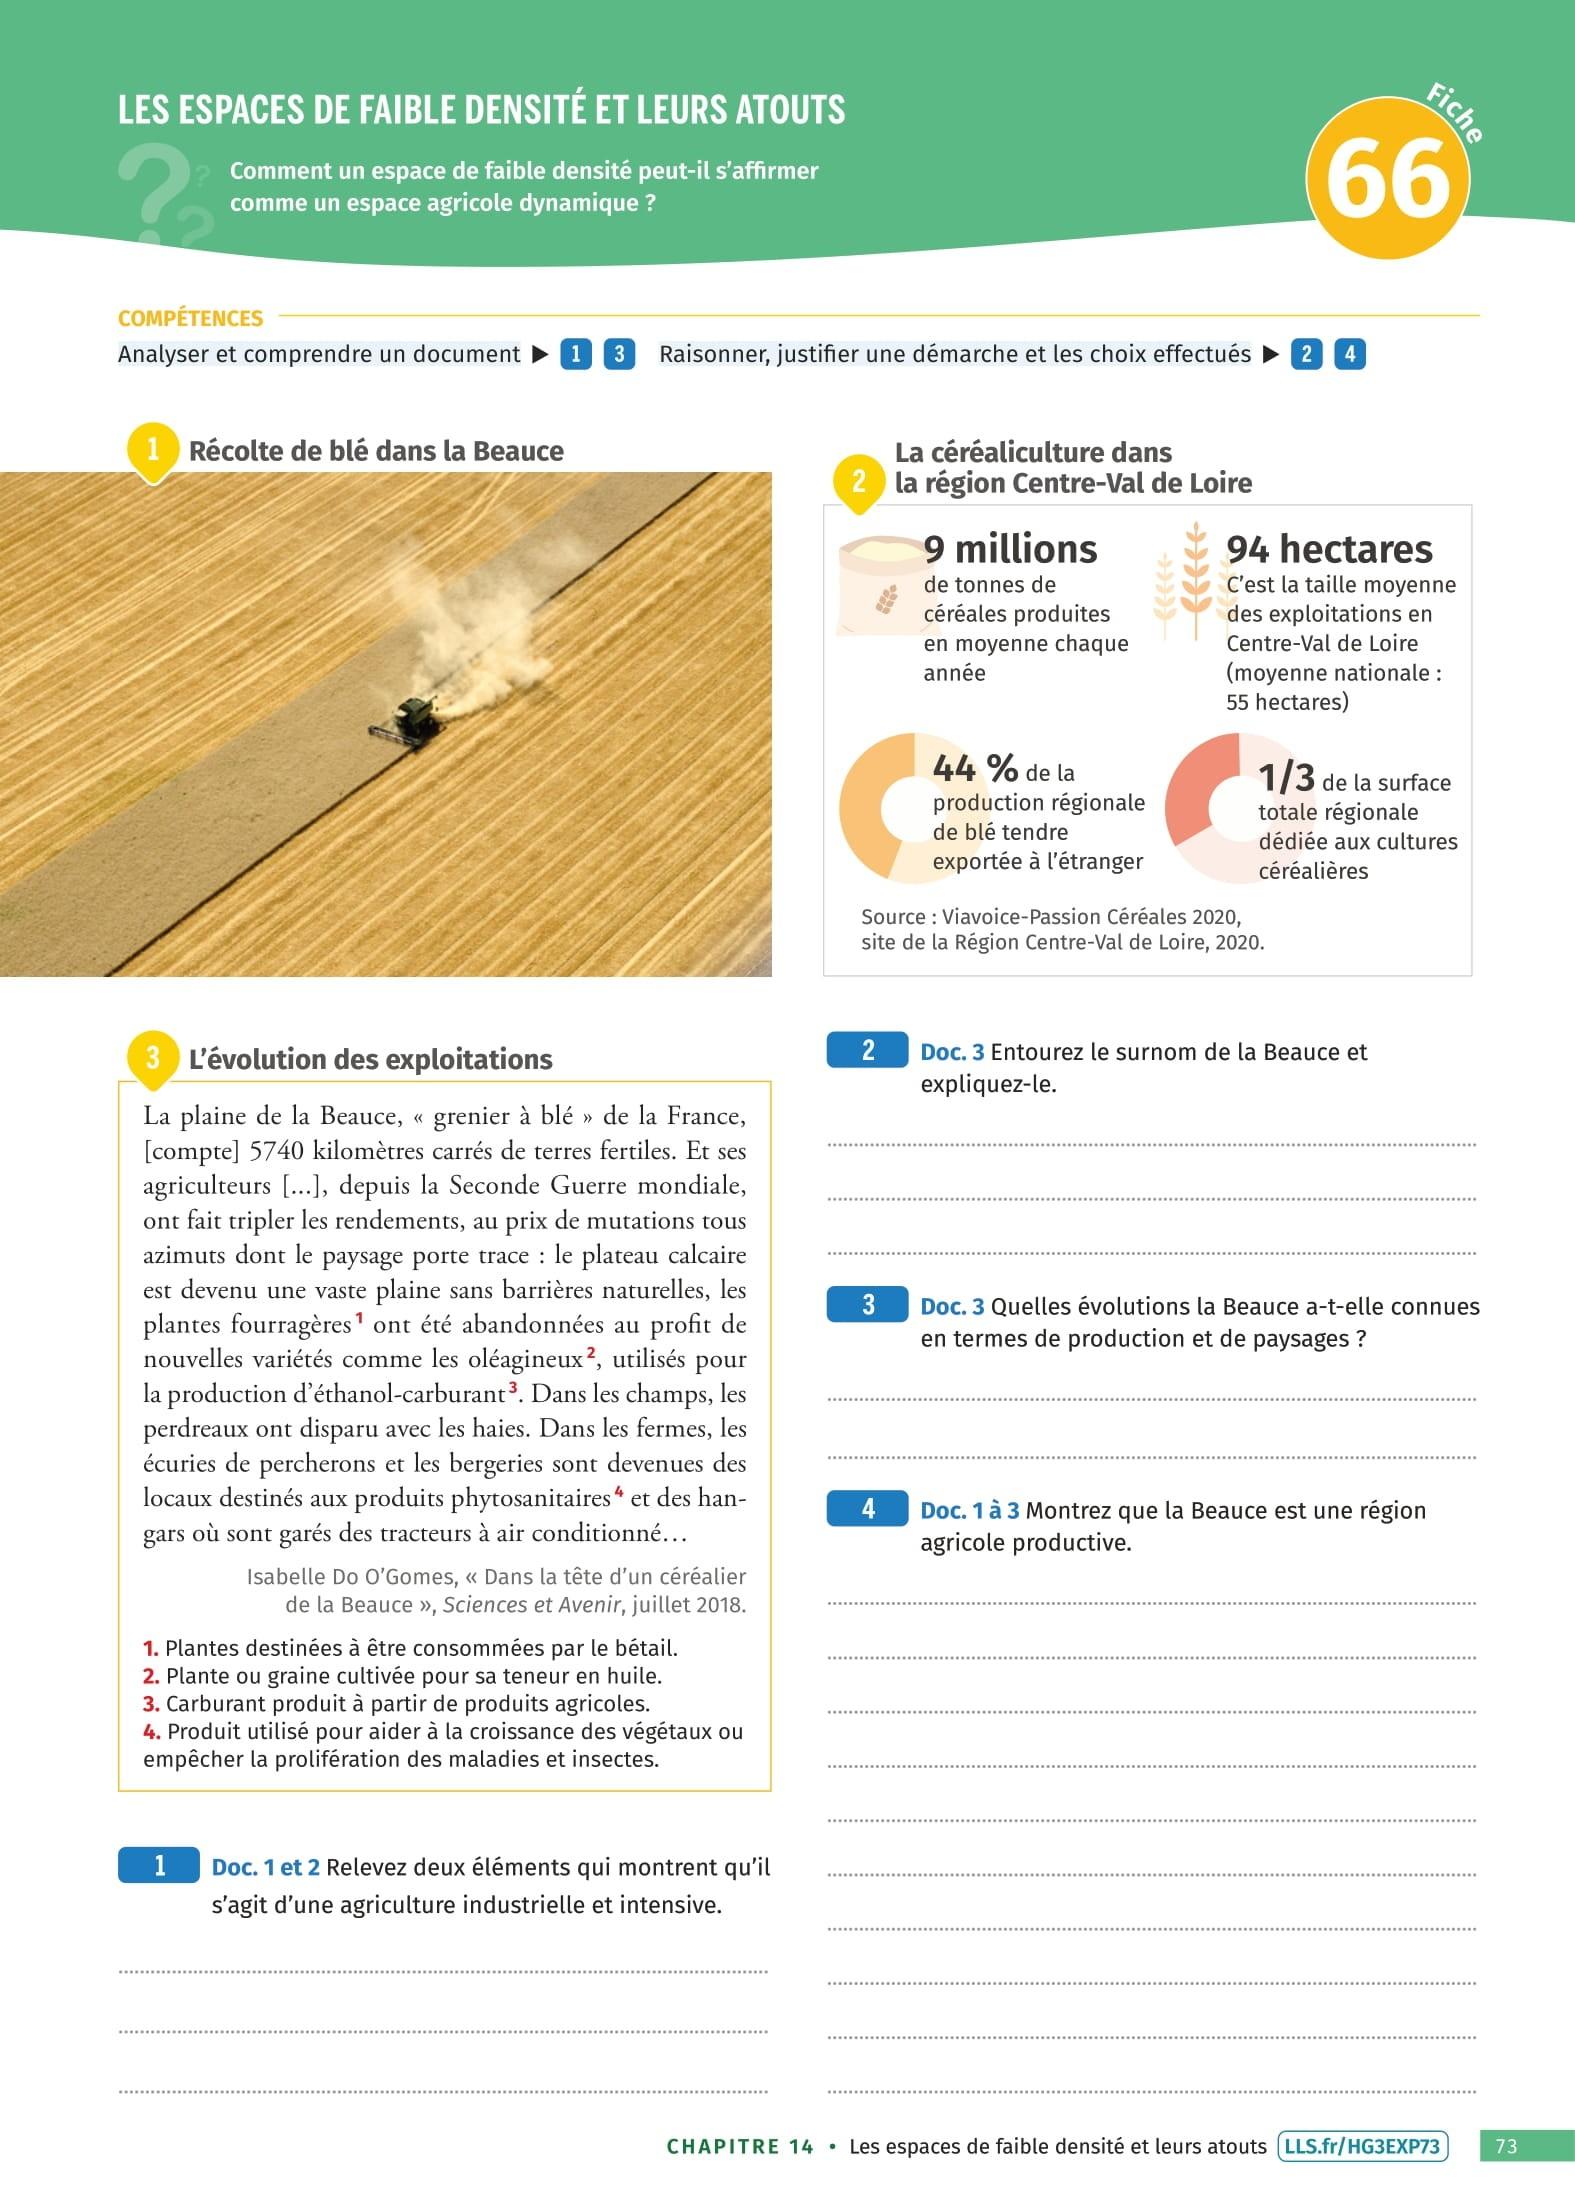 LES ESPACES DE FAIBLE DENSITÉ ET LEURS ATOUTS
Comment un espace de faible densité peut-il s'affirmer
comme un espace agricole dynamique ?
Fiche
66
COMPÉTENCES
Analyser et comprendre un document ▶ 1 3 Raisonner, justifier une démarche et les choix effectués ▶ 2 4
1 Récolte de blé dans la Beauce
2 La céréaliculture dans
la région Centre-Val de Loire
9 millions
de tonnes de
céréales produites
en moyenne chaque
année
94 hectares
C'est la taille moyenne
des exploitations en
Centre-Val de Loire
(moyenne nationale :
55 hectares)
44 % de la
production régionale
de blé tendre
exportée à l'étranger
1/3 de la surface
totale régionale
dédiée aux cultures
céréalières
Source : Viavoice-Passion Céréales 2020,
site de la Région Centre-Val de Loire, 2020.
3 L'évolution des exploitations
La plaine de la Beauce, « grenier à blé » de la France,
[compte] 5740 kilomètres carrés de terres fertiles. Et ses
agriculteurs [...], depuis la Seconde Guerre mondiale,
ont fait tripler les rendements, au prix de mutations tous
azimuts dont le paysage porte trace : le plateau calcaire
est devenu une vaste plaine sans barrières naturelles, les
plantes fourragères1 ont été abandonnées au profit de
nouvelles variétés comme les oléagineux2, utilisés pour
la production d'éthanol-carburant3. Dans les champs, les
perdreaux ont disparu avec les haies. Dans les fermes, les
écuries de percherons et les bergeries sont devenues des
locaux destinés aux produits phytosanitaires4 et des han-
gars où sont garés des tracteurs à air conditionné…
Isabelle Do O'Gomes, « Dans la tête d'un céréalier
de la Beauce », Sciences et Avenir, juillet 2018.
1. Plantes destinées à être consommées par le bétail.
2. Plante ou graine cultivée pour sa teneur en huile.
3. Carburant produit à partir de produits agricoles.
4. Produit utilisé pour aider à la croissance des végétaux ou
empêcher la prolifération des maladies et insectes.
1 Doc. 1 et 2 Relevez deux éléments qui montrent qu'il
s'agit d'une agriculture industrielle et intensive.
2 Doc. 3 Entourez le surnom de la Beauce et
expliquez-le.
3 Doc. 3 Quelles évolutions la Beauce a-t-elle connues
en termes de production et de paysages ?
4 Doc. 1 à 3 Montrez que la Beauce est une région
agricole productive.
CHAPITRE 14 • Les espaces de faible densité et leurs atouts LLS.fr/HG3EXP73 73